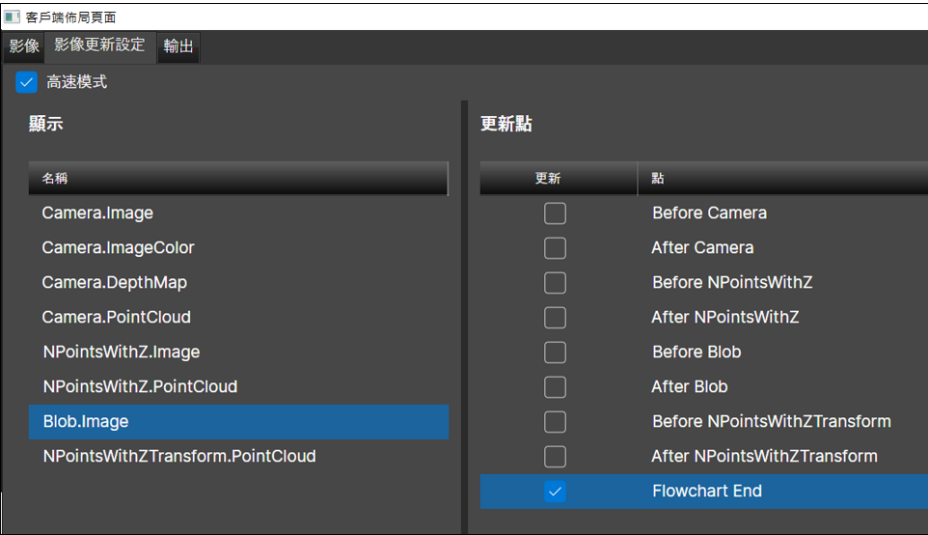 客戶端佈局頁面
影像 影像更新設定 輸出
高速模式
顯示
名稱
Camera.Image
Camera.ImageColor
Camera.DepthMap
Camera.PointCloud
NPointsWithZ.Image
NPointsWithZ.PointCloud
Blob.Image
NPointsWithZTransform.PointCloud
更新點
更新 點
Before Camera
After Camera
Before NPointsWithZ
After NPointsWithZ
Before Blob
After Blob
Before NPointsWithZTransform
After NPointsWithZTransform
Flowchart End